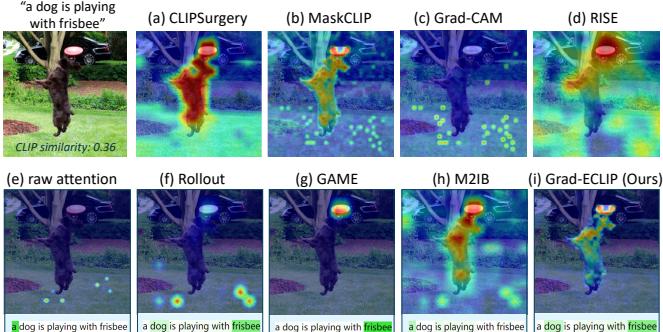 "a dog is playing
with frisbee"
(a) CLIPSurgery
(b) MaskCLIP
(c) Grad-CAM
(d) RISE
CLIP similarity: 0.36
(e) raw attention
(f) Rollout
(g) GAME
(h) M2IB
(i) Grad-ECLIP (Ours)
a dog is playing with frisbee
a dog is playing with frisbee
a dog is playing with frisbee
a dog is playing with frisbee
a dog is playing with frisbee